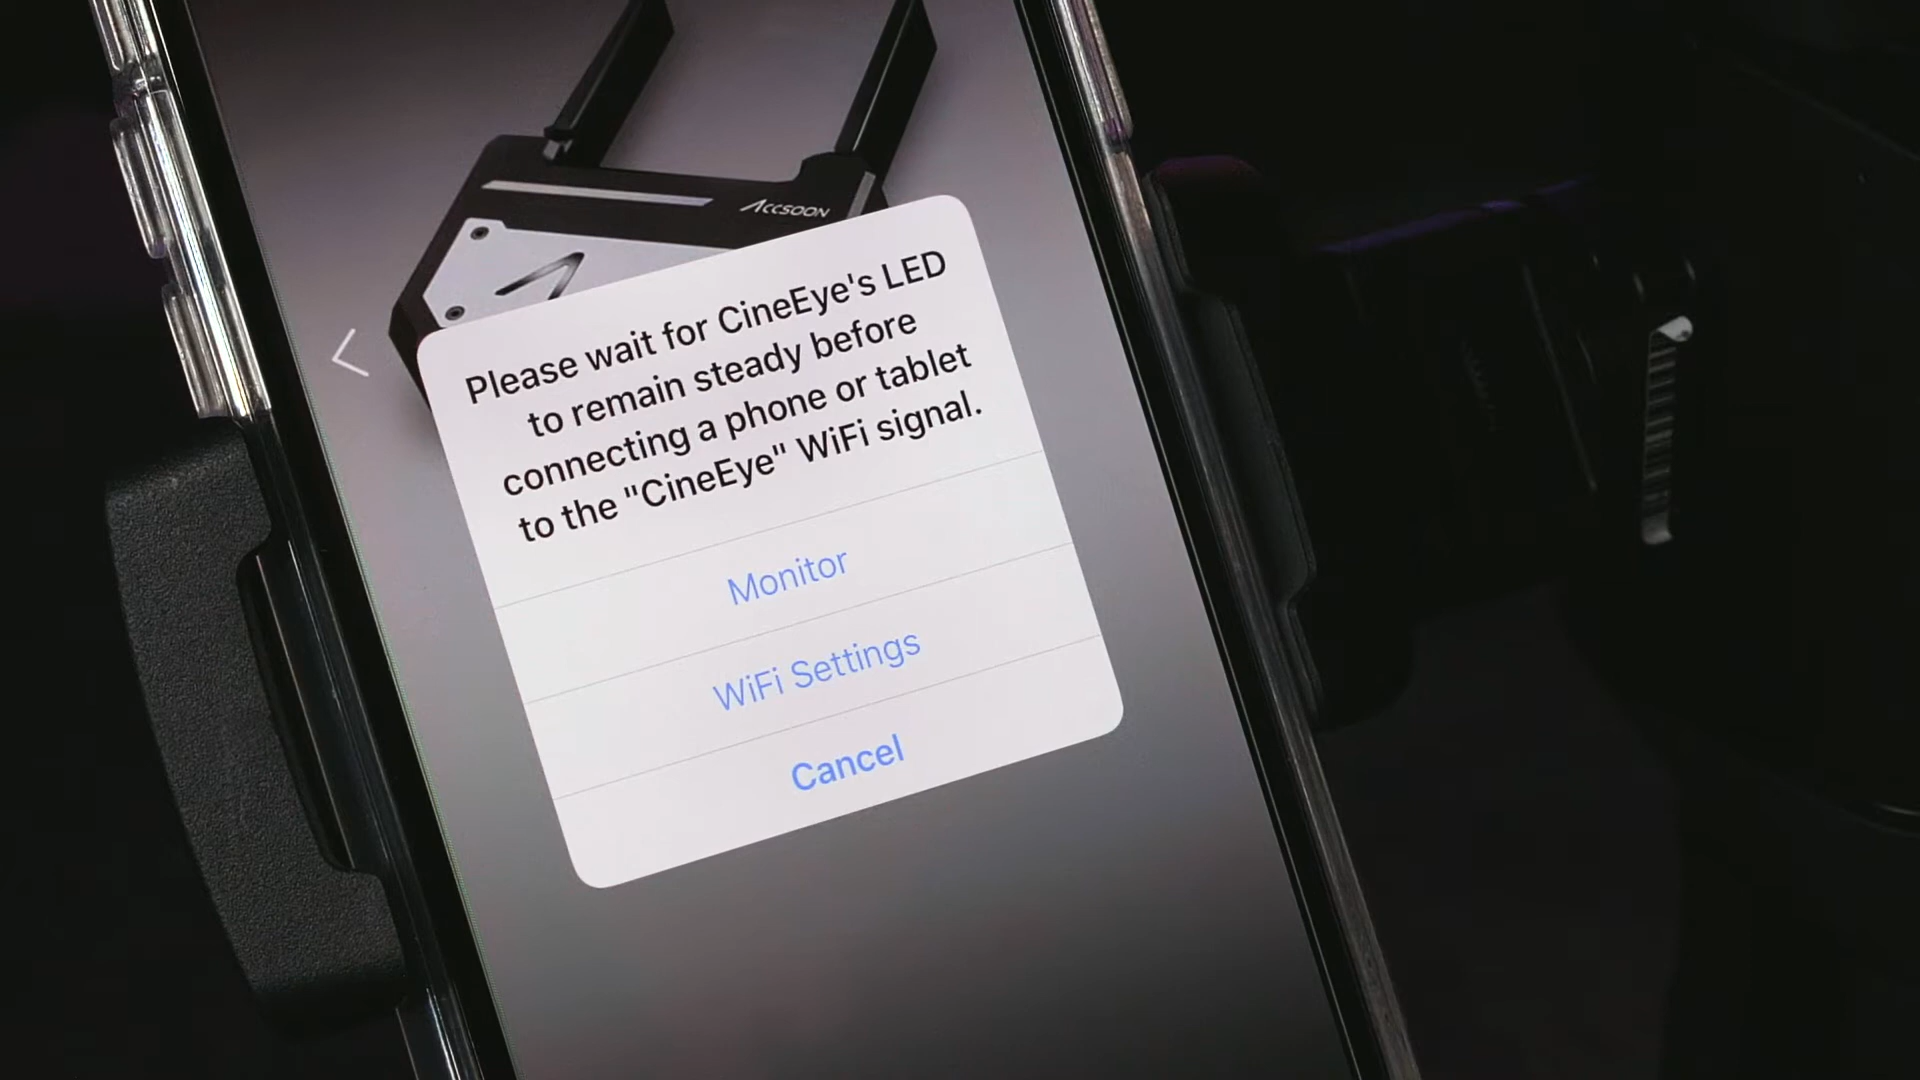 ACCSOON
Please wait for CineEye's LED
to remain steady before
connecting a phone or tablet
to the "CineEye" WiFi signal.
Monitor
WiFi Settings
Cancel